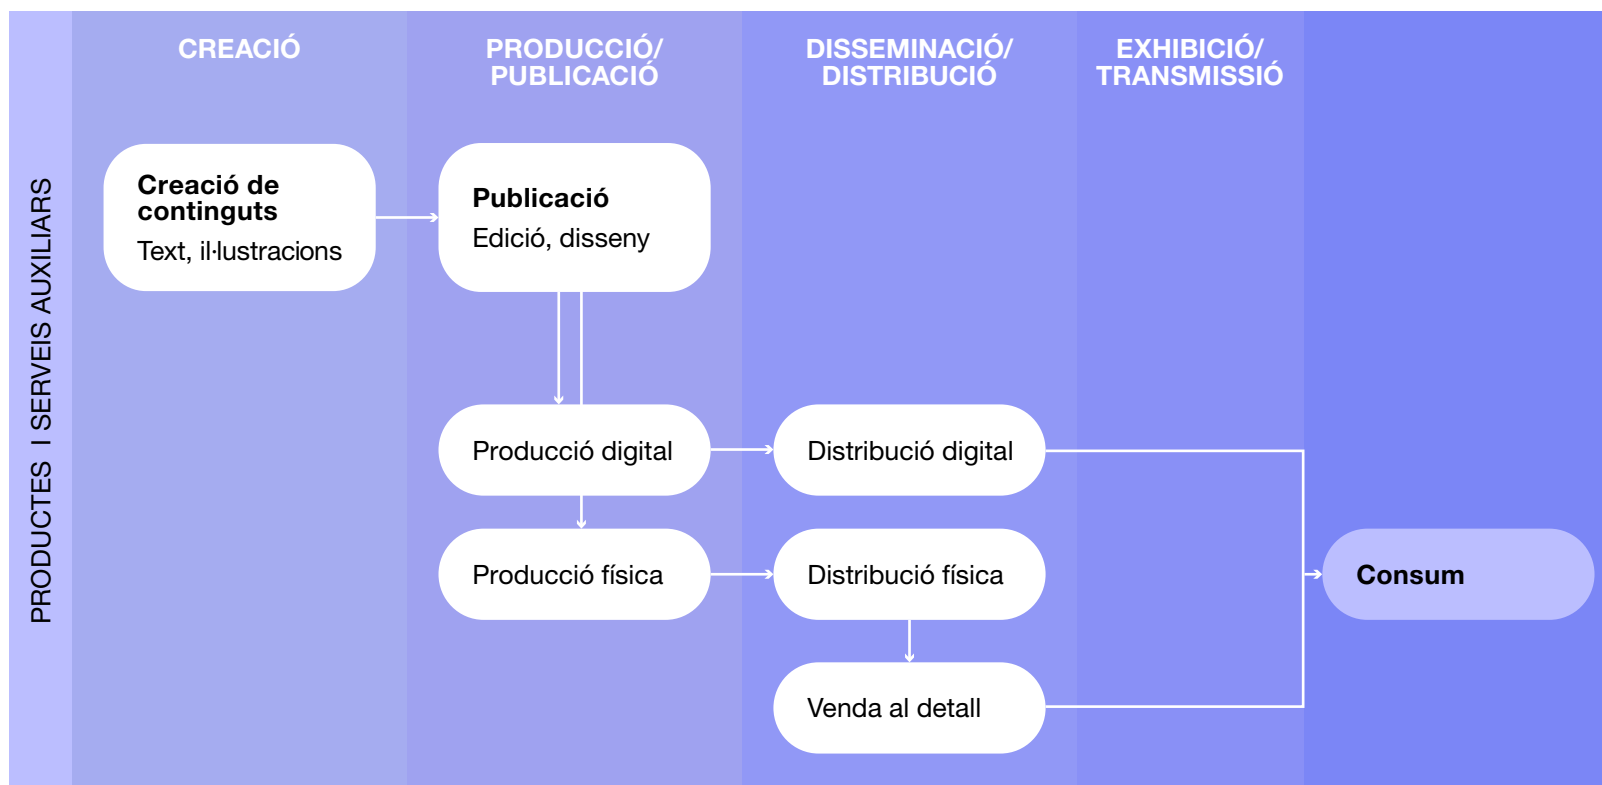 CREACIÓ
PRODUCCIÓ/
PUBLICACIÓ
DISSEMINACIÓ/
DISTRIBUCIÓ
EXHIBICIÓ/
TRANSMISSIÓ
PRODUCTES I SERVEIS AUXILIARS
Creació de
continguts
Text, il·lustracions
Publicació
Edició, disseny
Producció digital
Distribució digital
Producció física
Distribució física
Consum
Venda al detall